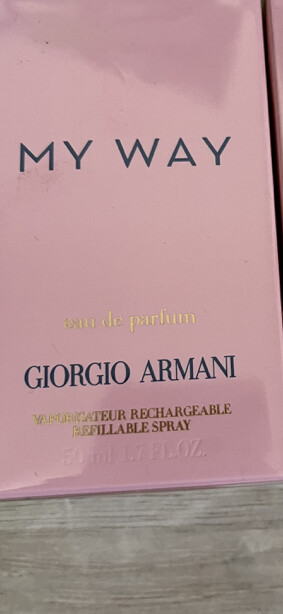 MY WAY
eau de parfum
GIORGIO ARMANI
VAPORISATEUR RECHARGEABLE
REFILLABLE SPRAY
50 ml 1.7 FL.OZ.